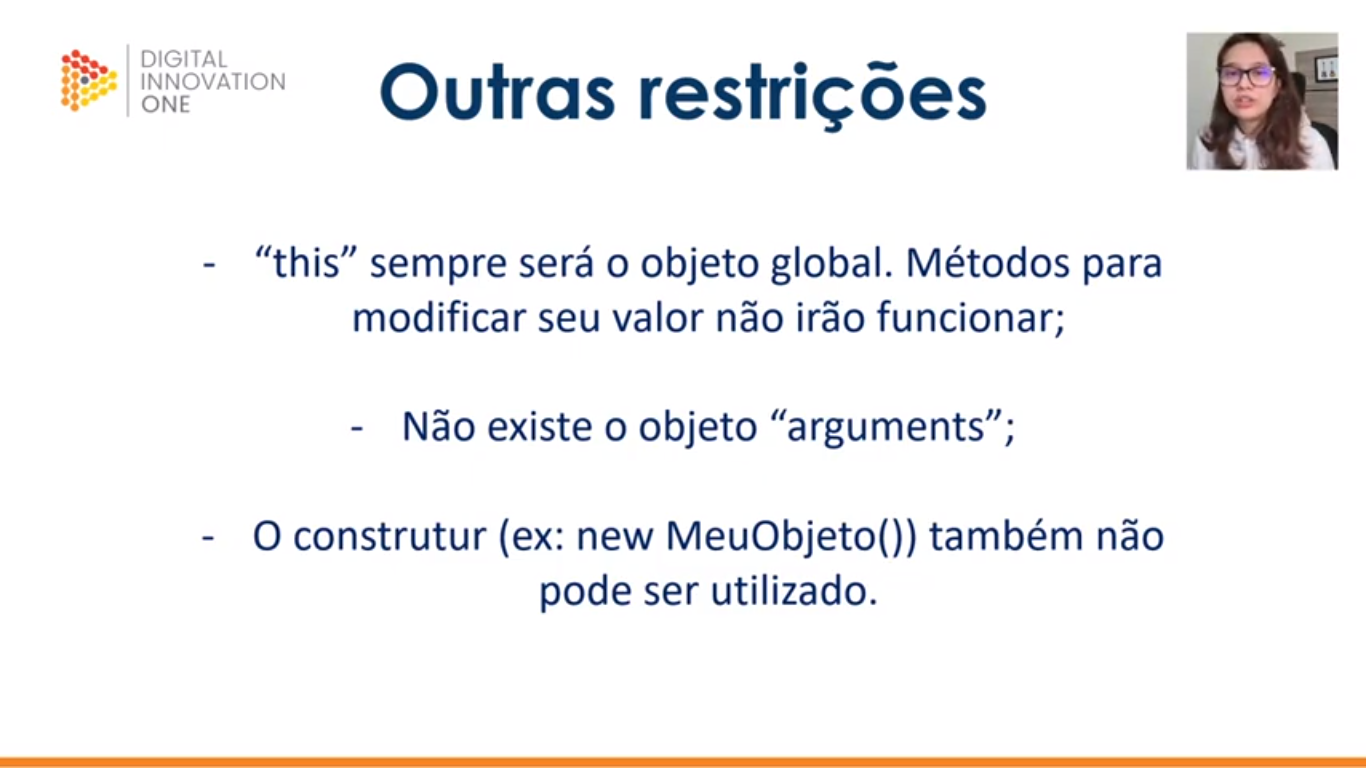 DIGITAL
INNOVATION
ONE
Outras restrições
- “this” sempre será o objeto global. Métodos para
modificar seu valor não irão funcionar;
- Não existe o objeto “arguments”;
- O construtur (ex: new MeuObjeto()) também não
pode ser utilizado.